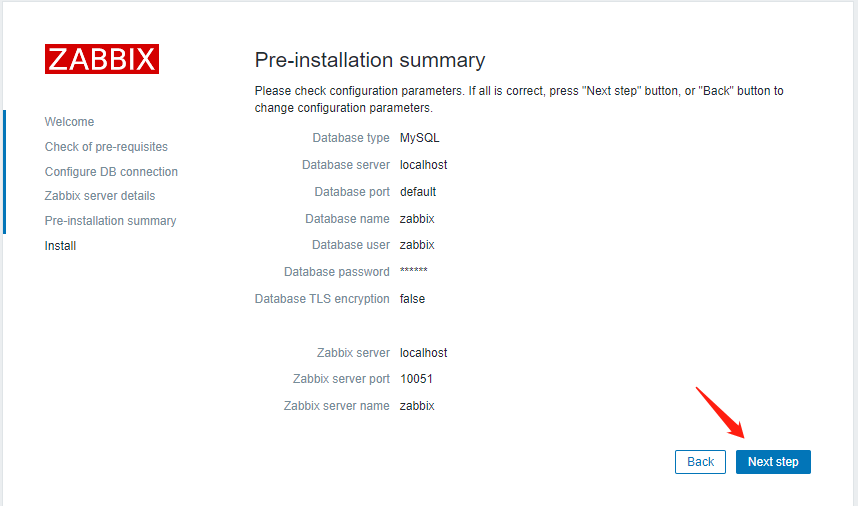 ZABBIX
Welcome
Check of pre-requisites
Configure DB connection
Zabbix server details
Pre-installation summary
Install
Pre-installation summary
Please check configuration parameters. If all is correct, press "Next step" button, or "Back" button to
change configuration parameters.
Database type MySQL
Database server localhost
Database port default
Database name zabbix
Database user zabbix
Database password ******
Database TLS encryption false
Zabbix server localhost
Zabbix server port 10051
Zabbix server name zabbix
Back Next step